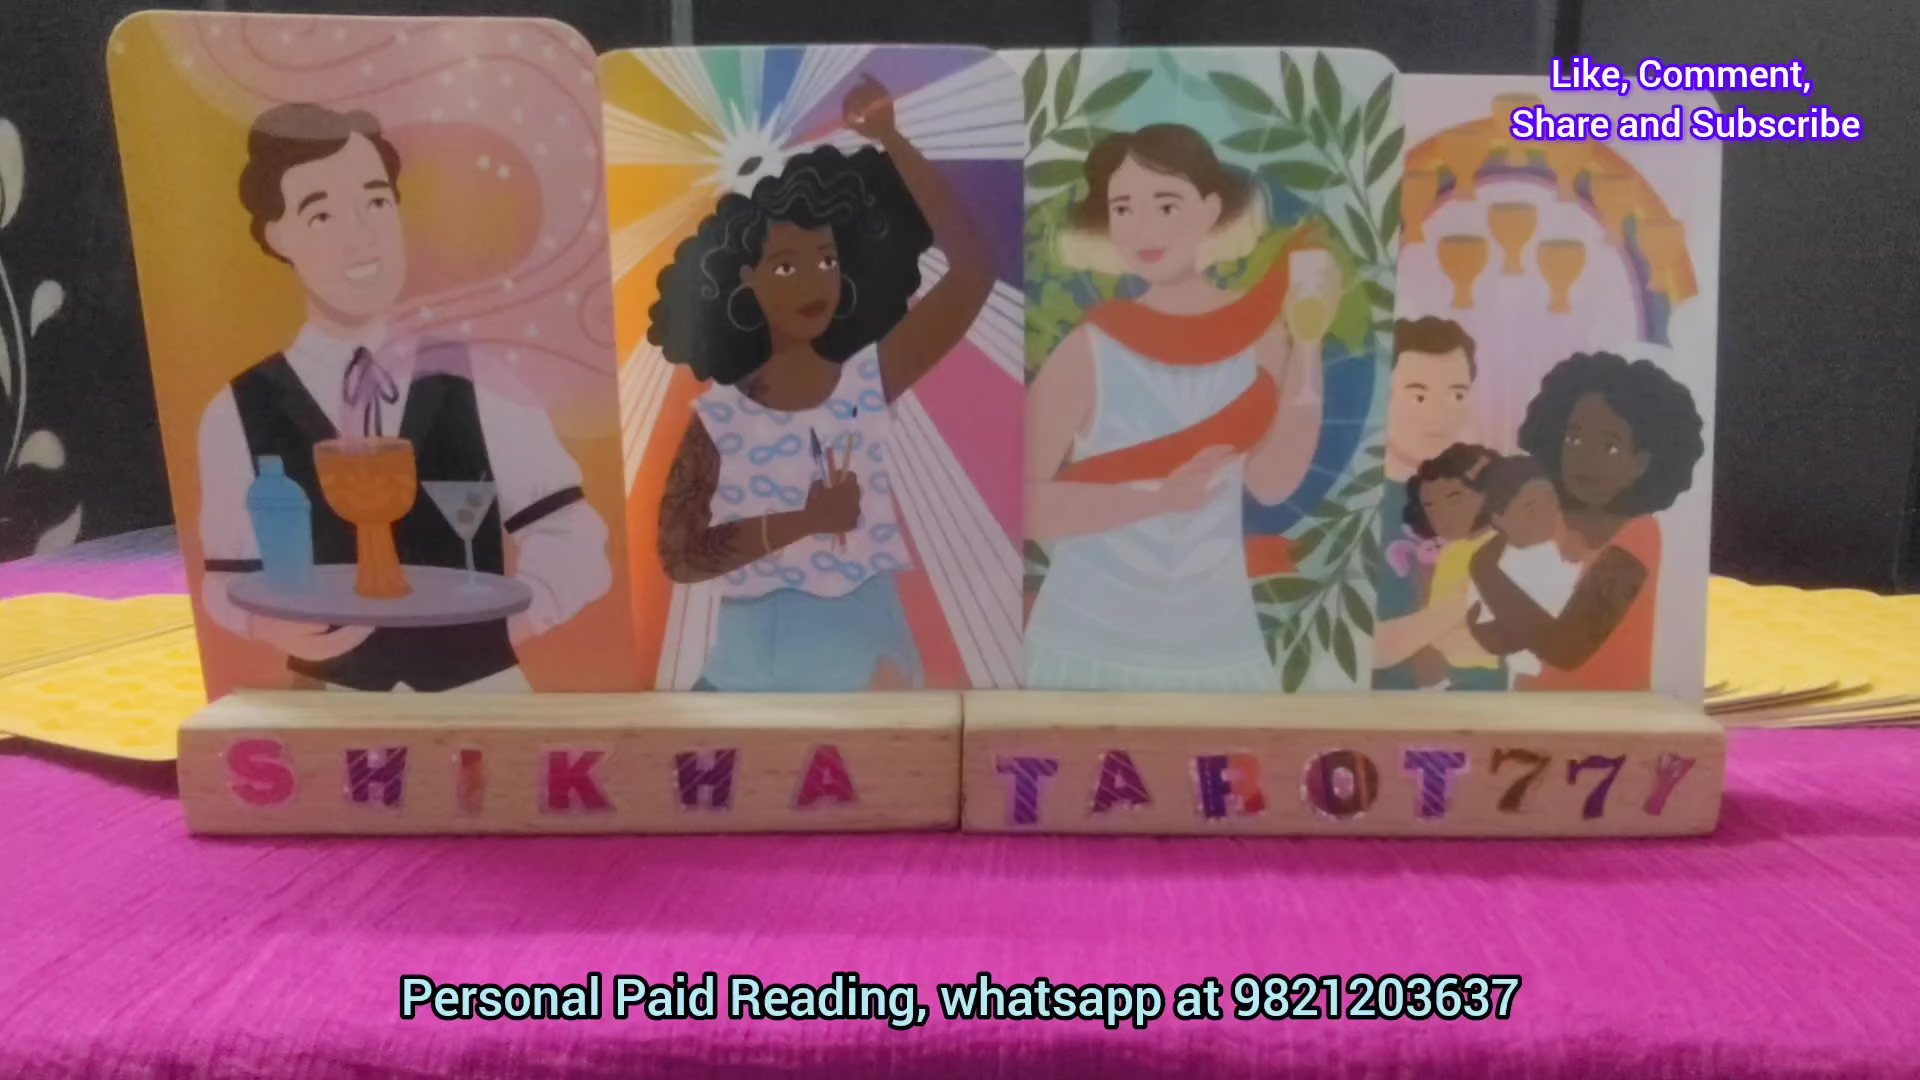 Like, Comment,
Share and Subscribe
SHIKHA TAROT777
Personal Paid Reading, whatsapp at 9821203637